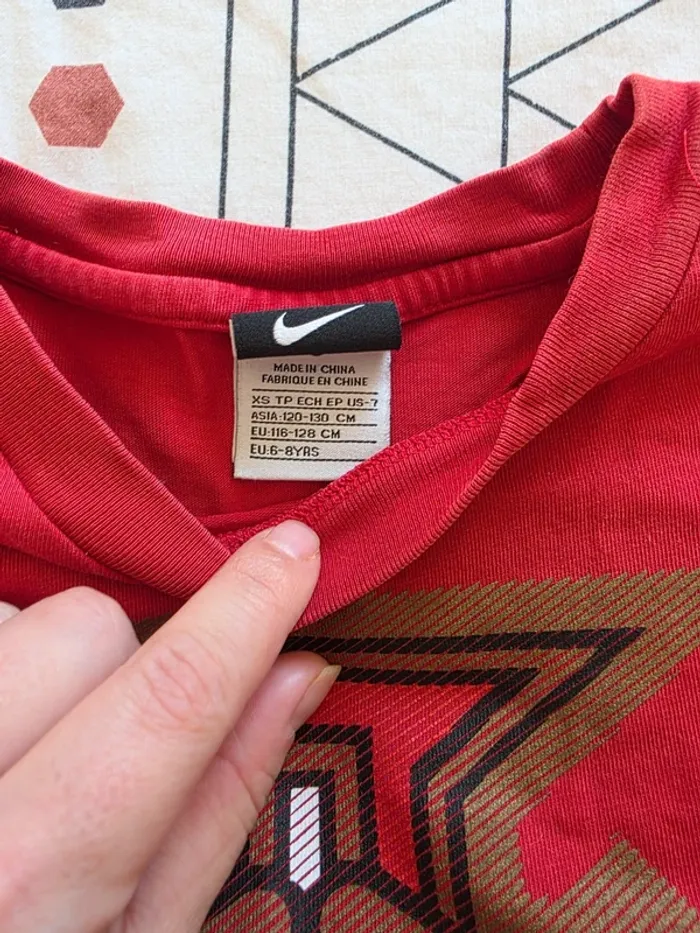 MADE IN CHINA
FABRIQUE EN CHINE
XS TP ECH EP US-7
ASIA:120-130 CM
EU:116-128 CM
EU:6-8YRS